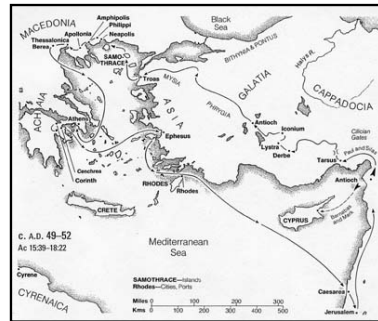 MACEDONIA
Amphipolis
Apollonia
Philippi
Neapolis
Thessalonica
Berea
SAMO-
THRACE
Black
Sea
BITHYNIA & PONTUS
Troas
MYSIA
GALATIA
Halys R.
CAPPADOCIA
PHRYGIA
ASIA
ACHAIA
Athens
Ephesus
Antioch
Iconium
Lystra
Derbe
Cilician
Gates
Tarsus
Paul and Silas
Antioch
Cenchrea
Corinth
RHODES
Rhodes
CRETE
CYPRUS
Barnabas
and Mark
C. A.D. 49–52
Ac 15:39-18:22
Mediterranean
Sea
Cyrene
CYRENAICA
SAMOTHRACE—Islands
Rhodes—Cities, Ports
Miles 0 100 200 300
Kms 0 100 200 300 400 500
Caesarea
Jerusalem